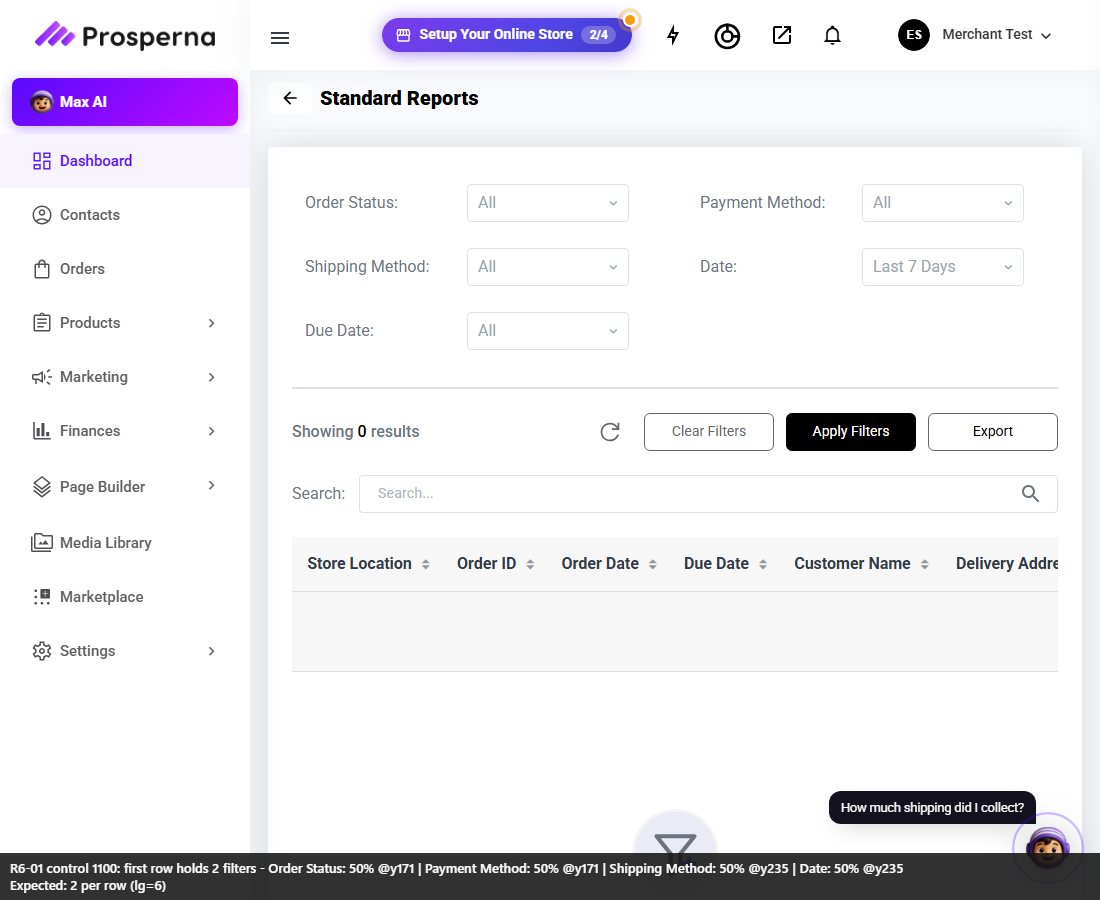 Prosperna
Setup Your Online Store 2/4
ES Merchant Test
Max AI
Standard Reports
Dashboard
Contacts
Orders
Products
Marketing
Finances
Page Builder
Media Library
Marketplace
Settings
Order Status: All Payment Method: All
Shipping Method: All Date: Last 7 Days
Due Date: All
Showing 0 results Clear Filters Apply Filters Export
Search: Search...
Store Location Order ID Order Date Due Date Customer Name Delivery Addre
How much shipping did I collect?
R6-01 control 1100: first row holds 2 filters - Order Status: 50% @y171 | Payment Method: 50% @y171 | Shipping Method: 50% @y235 | Date: 50% @y235
Expected: 2 per row (lg=6)